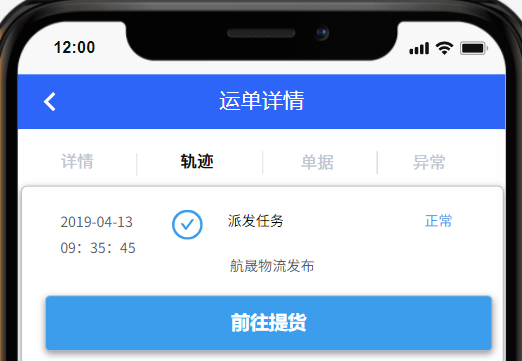 12:00
运单详情
详情 轨迹 单据 异常
2019-04-13 派发任务 正常
09：35：45
航晟物流发布
前往提货